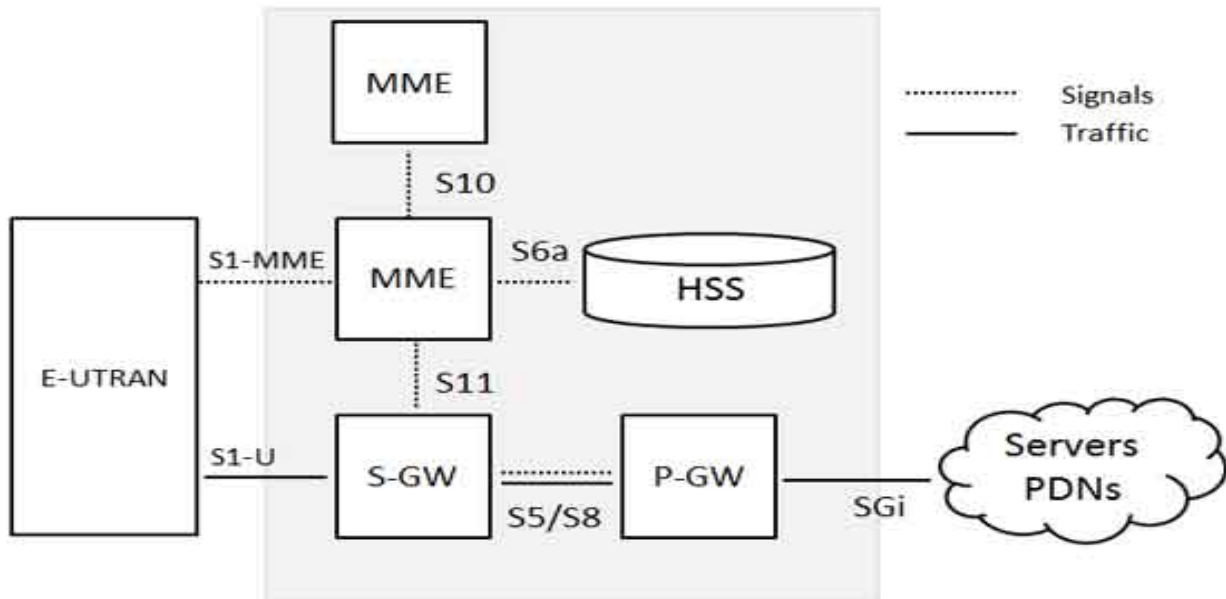 MME
Signals
Traffic
S10
S1-MME
MME
S6a
HSS
E-UTRAN
S11
S1-U
S-GW
S5/S8
P-GW
SGi
Servers
PDNs